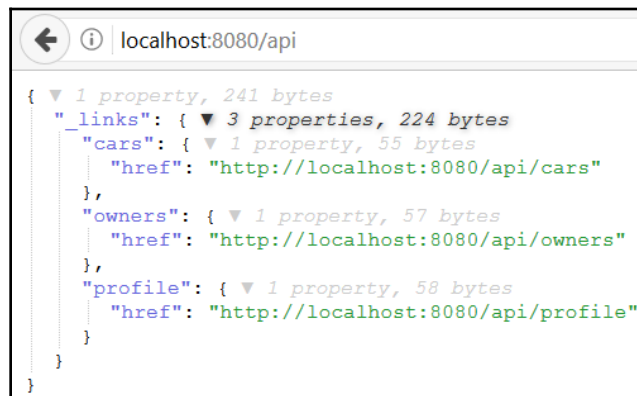 localhost:8080/api
{ ▼ 1 property, 241 bytes
"_links": { ▼ 3 properties, 224 bytes
"cars": { ▼ 1 property, 55 bytes
"href": "http://localhost:8080/api/cars"
},
"owners": { ▼ 1 property, 57 bytes
"href": "http://localhost:8080/api/owners"
},
"profile": { ▼ 1 property, 58 bytes
"href": "http://localhost:8080/api/profile"
}
}
}